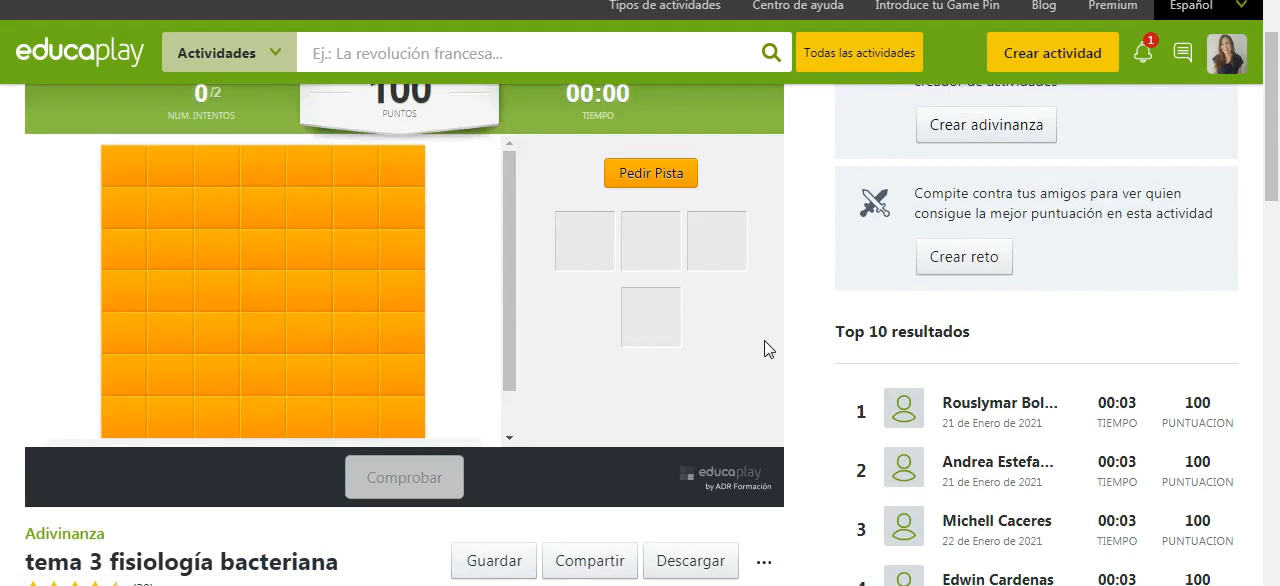 Tipos de actividades Centro de ayuda Introduce tu Game Pin Blog Premium Español
educaplay Actividades Ej.: La revolución francesa... Todas las actividades Crear actividad 1
creador de actividades
0/2 100 00:00
NUM. INTENTOS PUNTOS TIEMPO
Crear adivinanza
Pedir Pista
Compite contra tus amigos para ver quien
consigue la mejor puntuación en esta actividad
Crear reto
Top 10 resultados
1 Rouslymar Bol... 00:03 100
21 de Enero de 2021 TIEMPO PUNTUACION
2 Andrea Estefa... 00:03 100
21 de Enero de 2021 TIEMPO PUNTUACION
3 Michell Caceres 00:03 100
22 de Enero de 2021 TIEMPO PUNTUACION
Edwin Cardenas 00:03 100
Comprobar
educaplay
by ADR Formación
Adivinanza
tema 3 fisiología bacteriana
Guardar Compartir Descargar ...